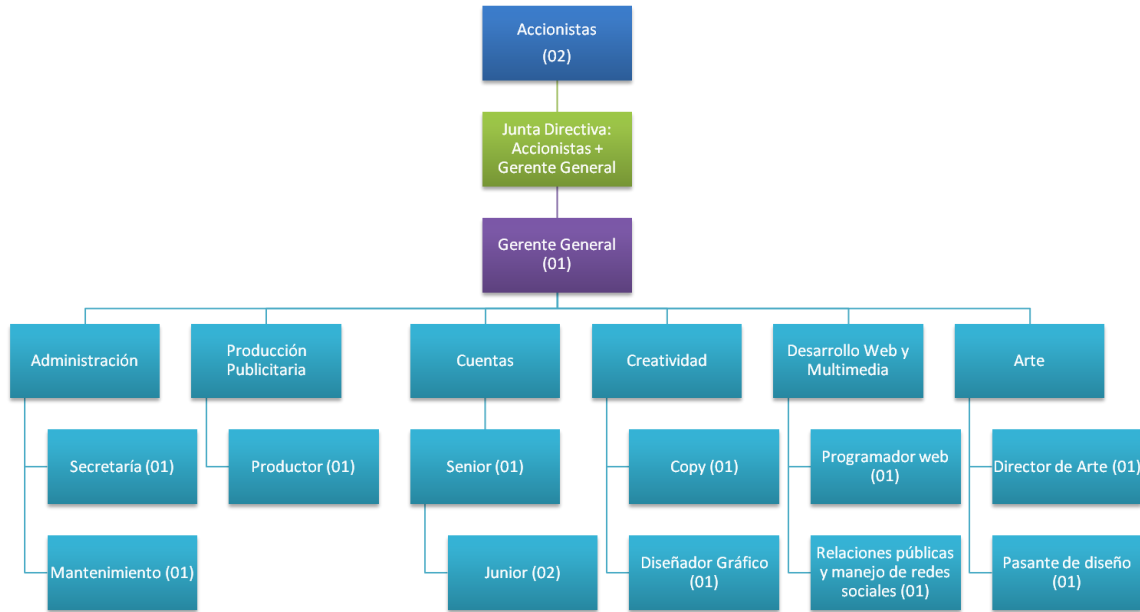 Accionistas
(02)
Junta Directiva:
Accionistas +
Gerente General
Gerente General
(01)
Administración
Producción
Publicitaria
Cuentas
Creatividad
Desarrollo Web y
Multimedia
Arte
Secretaría (01)
Productor (01)
Senior (01)
Copy (01)
Programador web
(01)
Director de Arte (01)
Mantenimiento (01)
Junior (02)
Diseñador Gráfico
(01)
Relaciones públicas
y manejo de redes
sociales (01)
Pasante de diseño
(01)